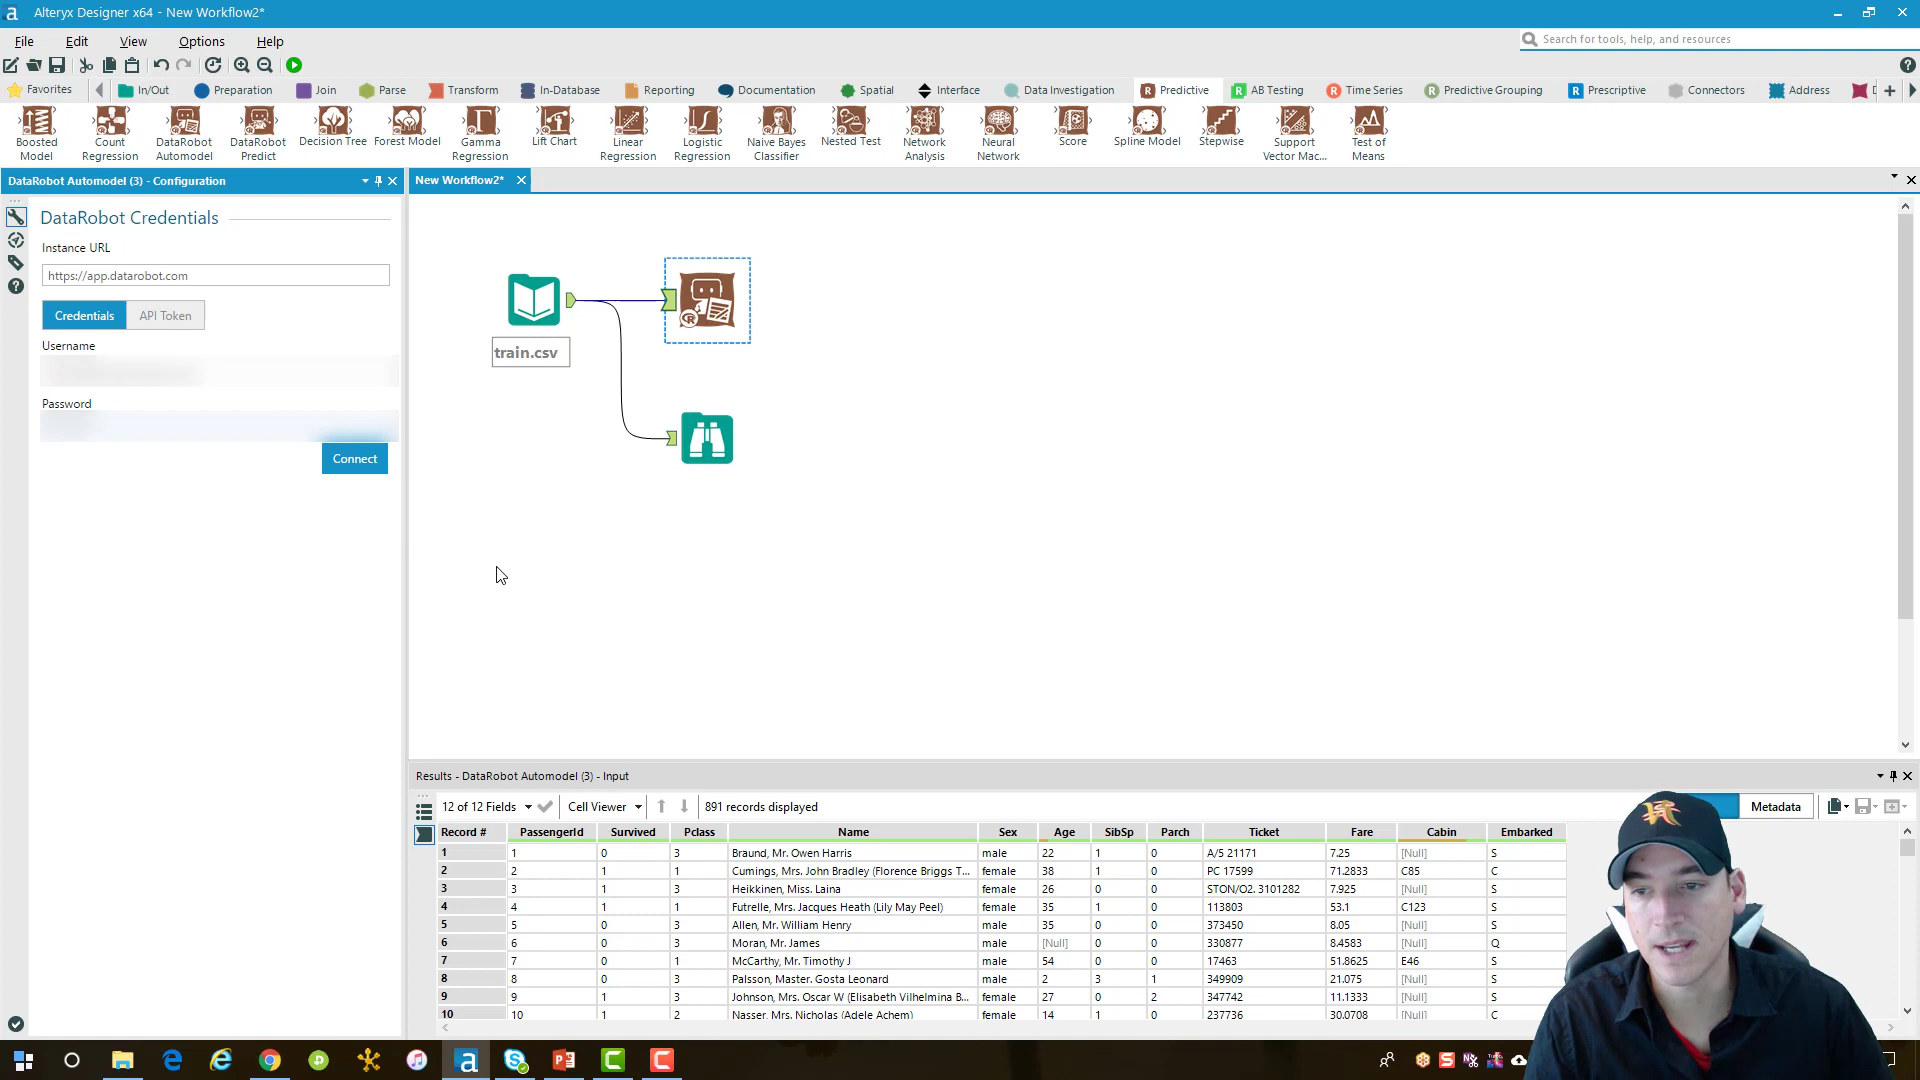 Alteryx Designer x64 - New Workflow2*
File Edit View Options Help
Search for tools, help, and resources
Favorites In/Out Preparation Join Parse Transform In-Database Reporting Documentation Spatial Interface Data Investigation Predictive AB Testing Time Series Predictive Grouping Prescriptive Connectors Address
Boosted Model
Count Regression
DataRobot Automodel
DataRobot Predict
Decision Tree
Forest Model
Gamma Regression
Lift Chart
Linear Regression
Logistic Regression
Naive Bayes Classifier
Nested Test
Network Analysis
Neural Network
Score
Spline Model
Stepwise
Support Vector Mac...
Test of Means
DataRobot Automodel (3) - Configuration
New Workflow2*
DataRobot Credentials
Instance URL
https://app.datarobot.com
Credentials API Token
Username
Password
Connect
train.csv
Results - DataRobot Automodel (3) - Input
12 of 12 Fields Cell Viewer 891 records displayed Metadata
Record # PassengerId Survived Pclass Name Sex Age SibSp Parch Ticket Fare Cabin Embarked
1 1 0 3 Braund, Mr. Owen Harris male 22 1 0 A/5 21171 7.25 [Null] S
2 2 1 1 Cumings, Mrs. John Bradley (Florence Briggs T... female 38 1 0 PC 17599 71.2833 C85 C
3 3 1 3 Heikkinen, Miss. Laina female 26 0 0 STON/O2. 3101282 7.925 [Null] S
4 4 1 1 Futrelle, Mrs. Jacques Heath (Lily May Peel) female 35 1 0 113803 53.1 C123 S
5 5 0 3 Allen, Mr. William Henry male 35 0 0 373450 8.05 [Null] S
6 6 0 3 Moran, Mr. James male [Null] 0 0 330877 8.4583 [Null] Q
7 7 0 1 McCarthy, Mr. Timothy J male 54 0 0 17463 51.8625 E46 S
8 8 0 3 Palsson, Master. Gosta Leonard male 2 3 1 349909 21.075 [Null] S
9 9 1 3 Johnson, Mrs. Oscar W (Elisabeth Vilhelmina B... female 27 0 2 347742 11.1333 [Null] S
10 10 1 2 Nasser, Mrs. Nicholas (Adele Achem) female 14 1 0 237736 30.0708 [Null] C